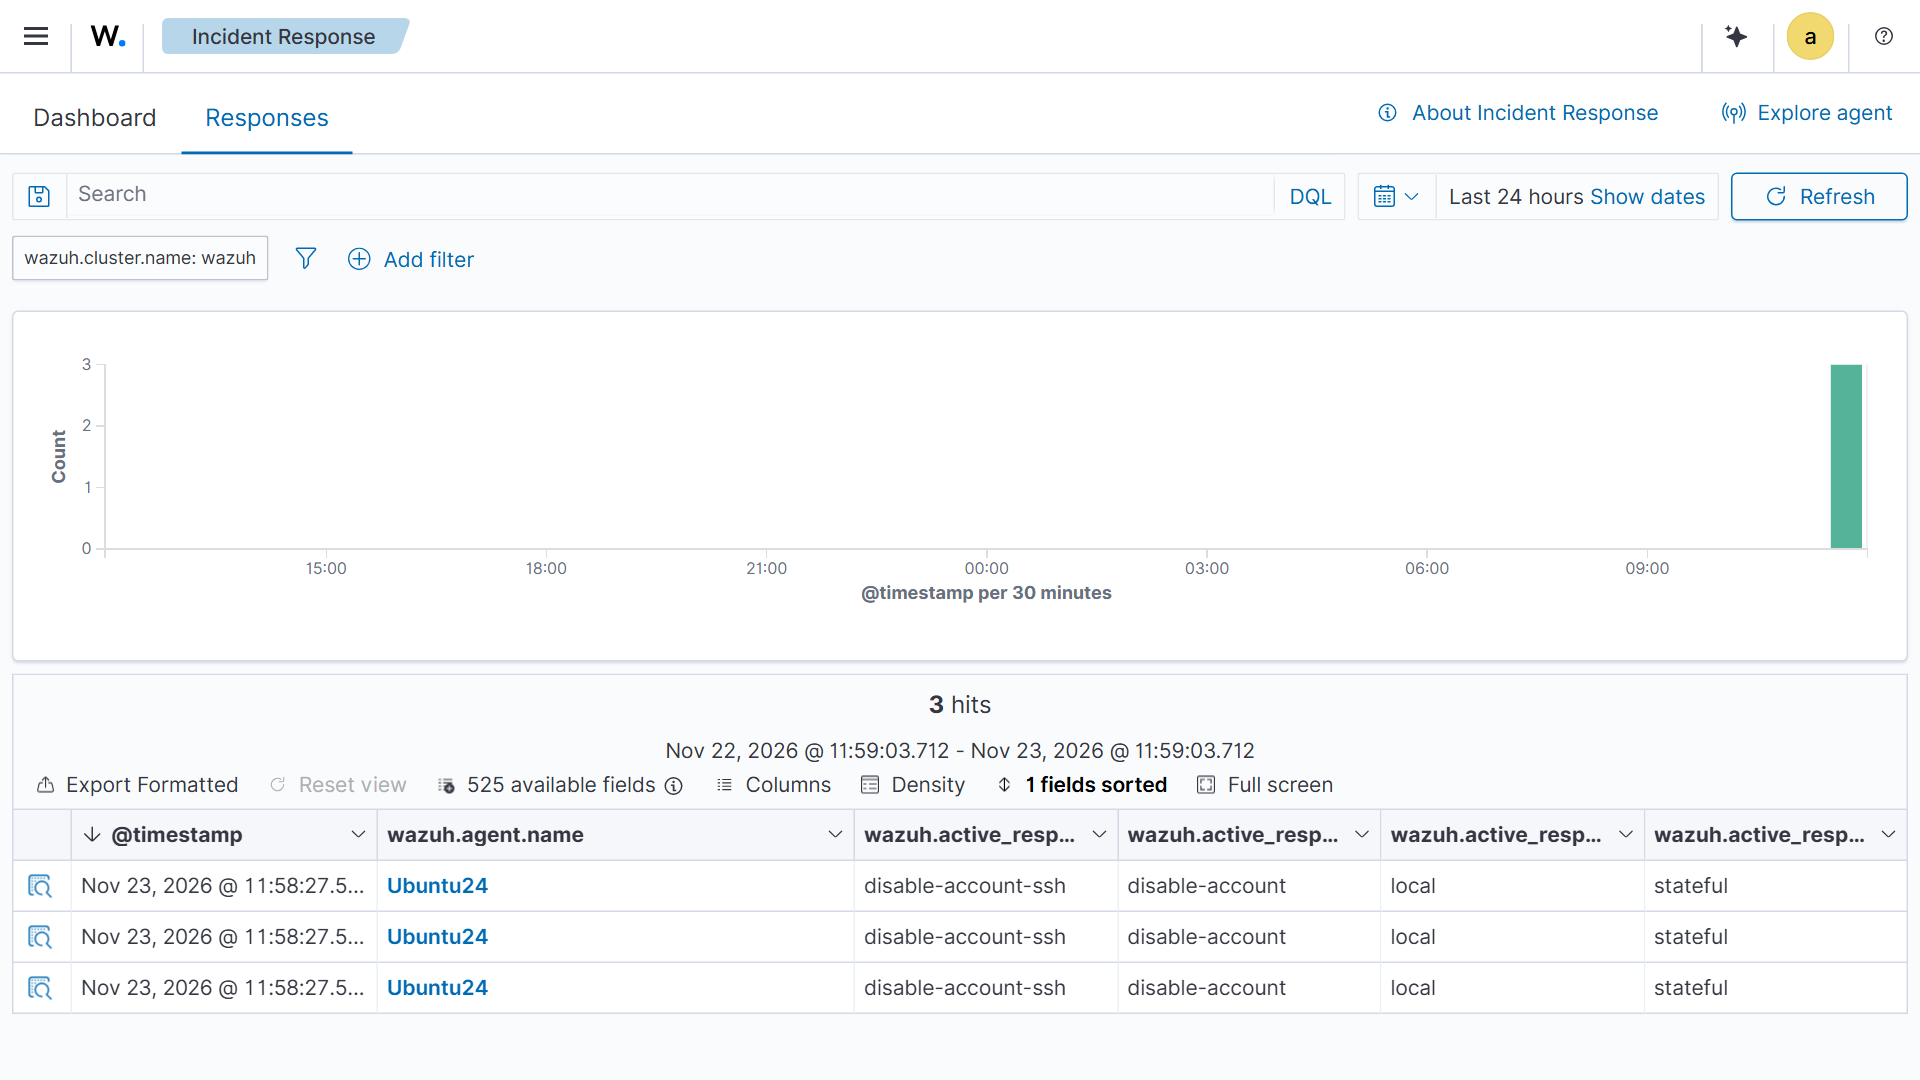 W. Incident Response a
Dashboard Responses About Incident Response Explore agent
Search DQL Last 24 hours Show dates Refresh
wazuh.cluster.name: wazuh Add filter
3
2
1
0
Count
15:00 18:00 21:00 00:00 03:00 06:00 09:00
@timestamp per 30 minutes
3 hits
Nov 22, 2026 @ 11:59:03.712 - Nov 23, 2026 @ 11:59:03.712
Export Formatted Reset view 525 available fields Columns Density 1 fields sorted Full screen
@timestamp wazuh.agent.name wazuh.active_resp... wazuh.active_resp... wazuh.active_resp... wazuh.active_resp...
Nov 23, 2026 @ 11:58:27.5... Ubuntu24 disable-account-ssh disable-account local stateful
Nov 23, 2026 @ 11:58:27.5... Ubuntu24 disable-account-ssh disable-account local stateful
Nov 23, 2026 @ 11:58:27.5... Ubuntu24 disable-account-ssh disable-account local stateful